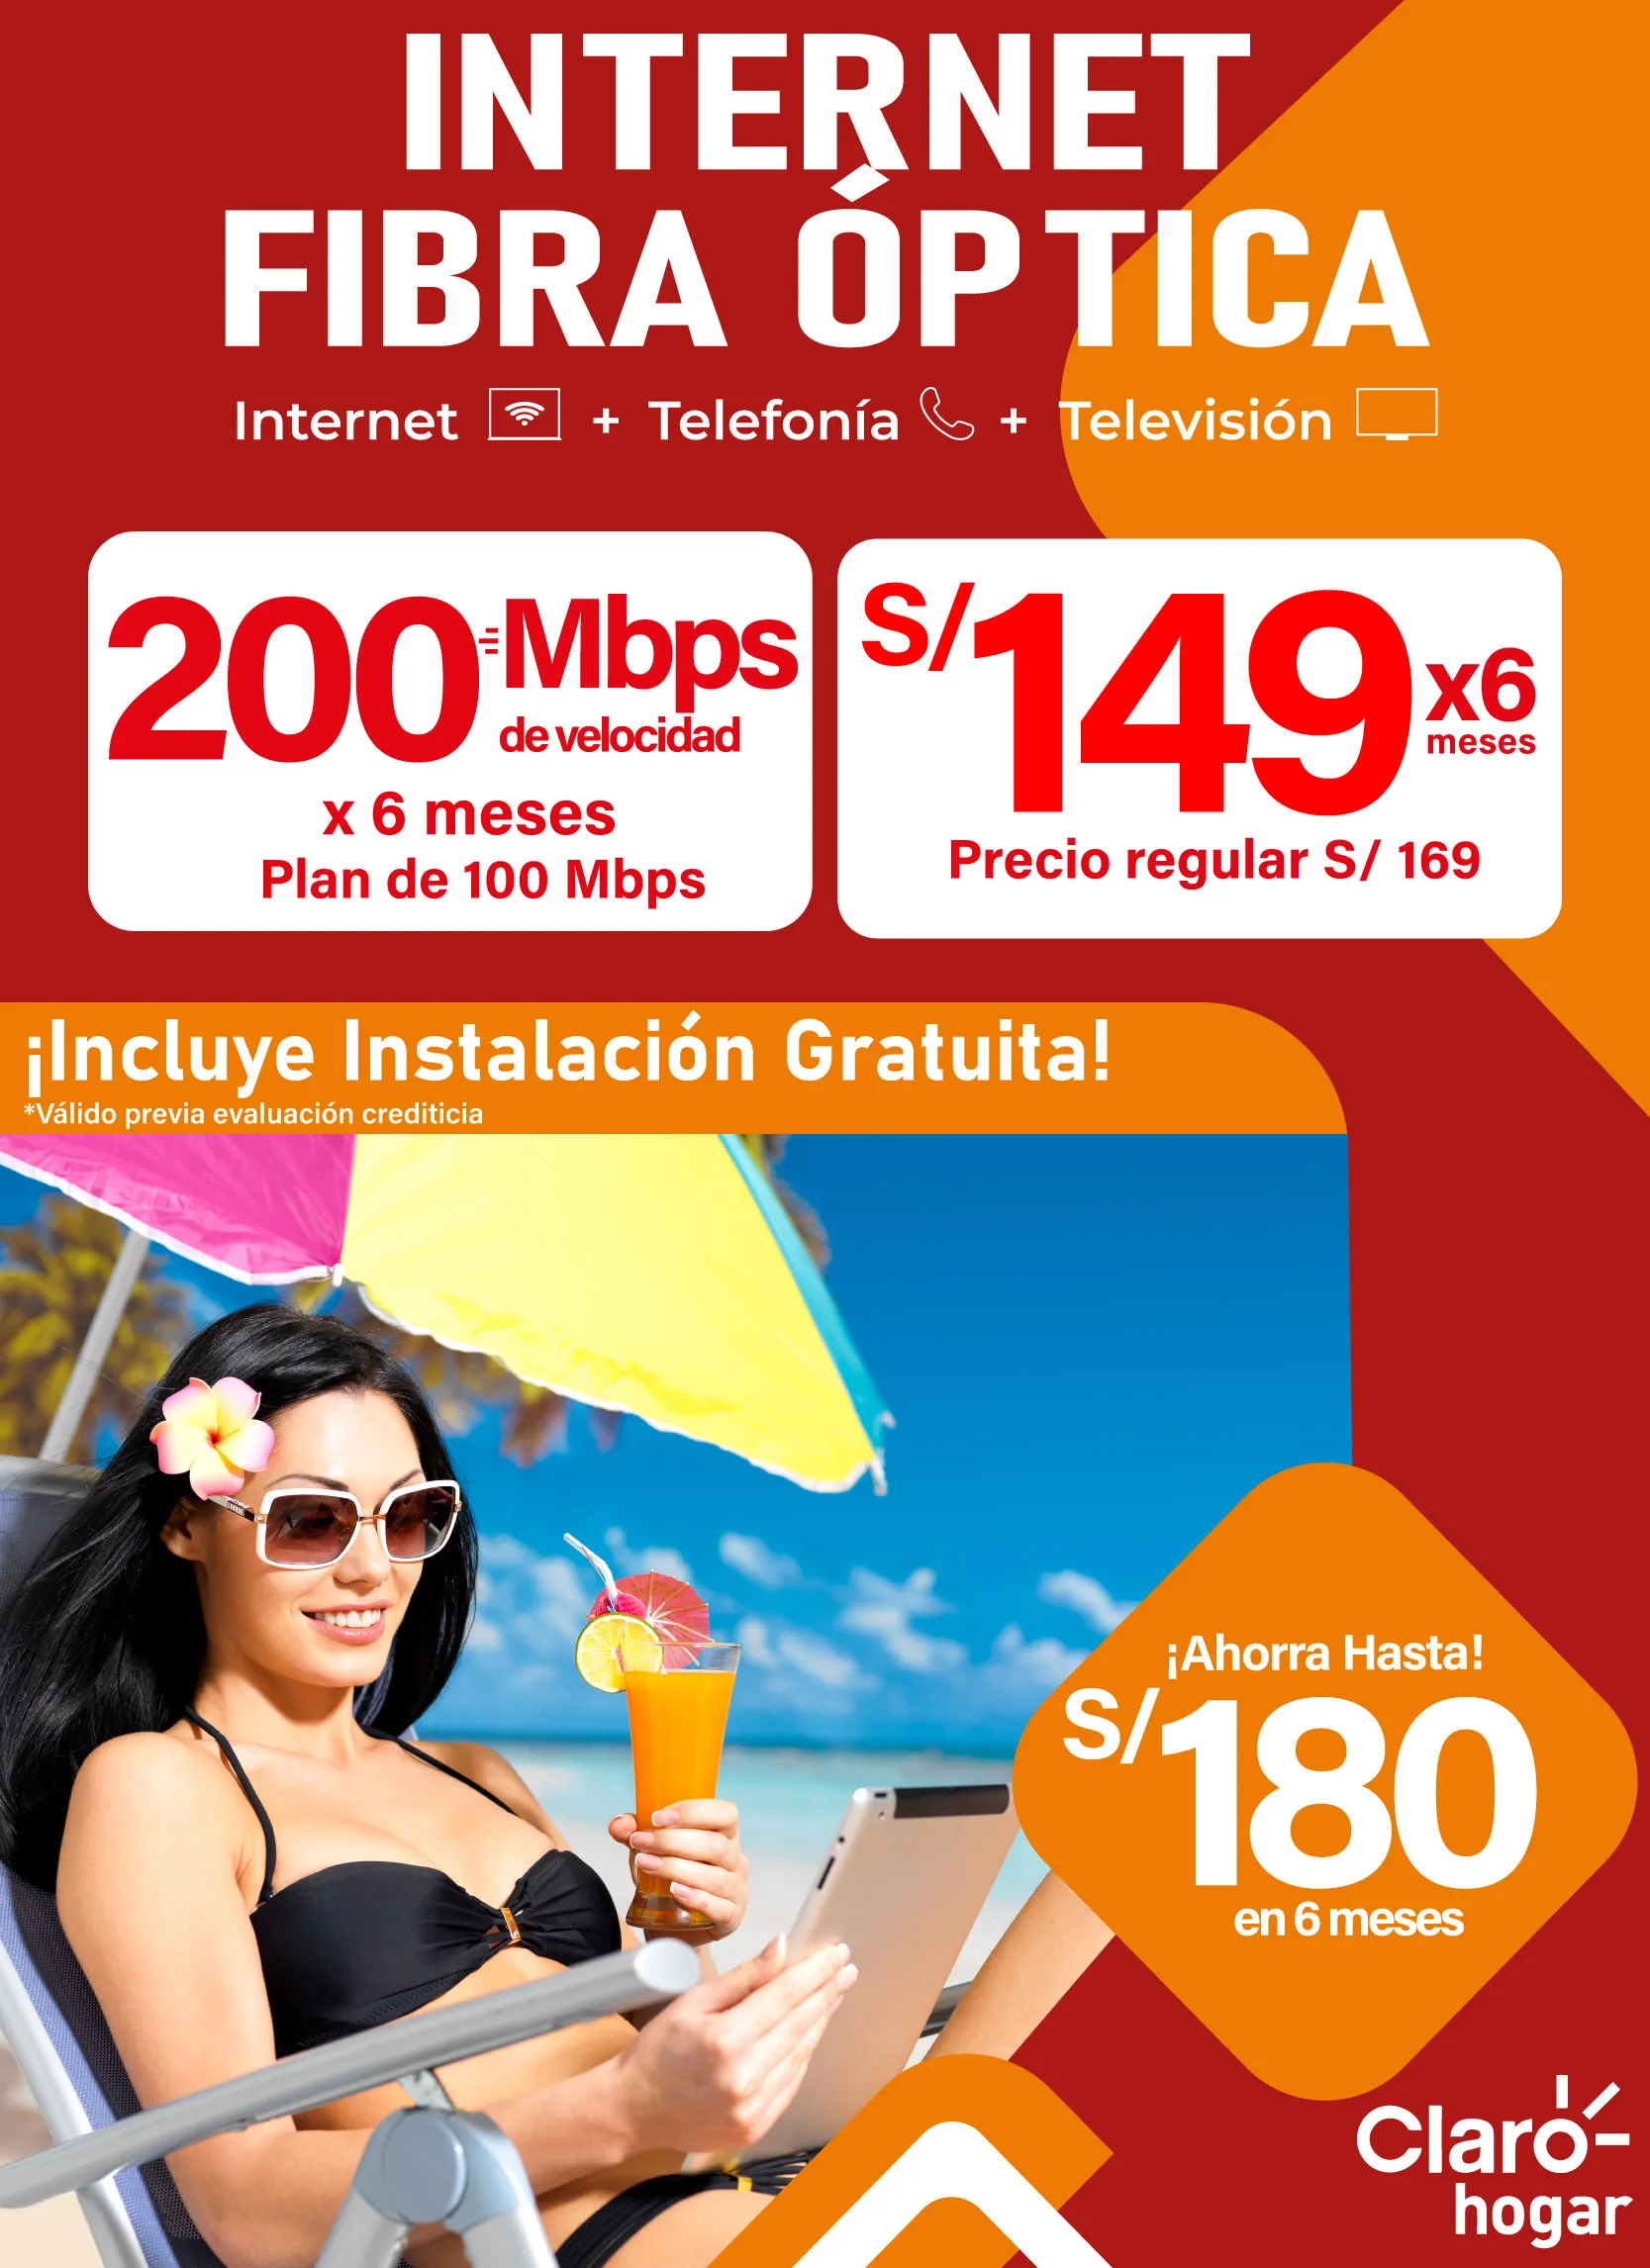 INTERNET
FIBRA ÓPTICA
Internet + Telefonía + Televisión
200 Mbps
de velocidad
x 6 meses
Plan de 100 Mbps
S/149 x6
meses
Precio regular S/ 169
¡Incluye Instalación Gratuita!
*Válido previa evaluación crediticia
¡Ahorra Hasta!
S/180
en 6 meses
Claro
hogar